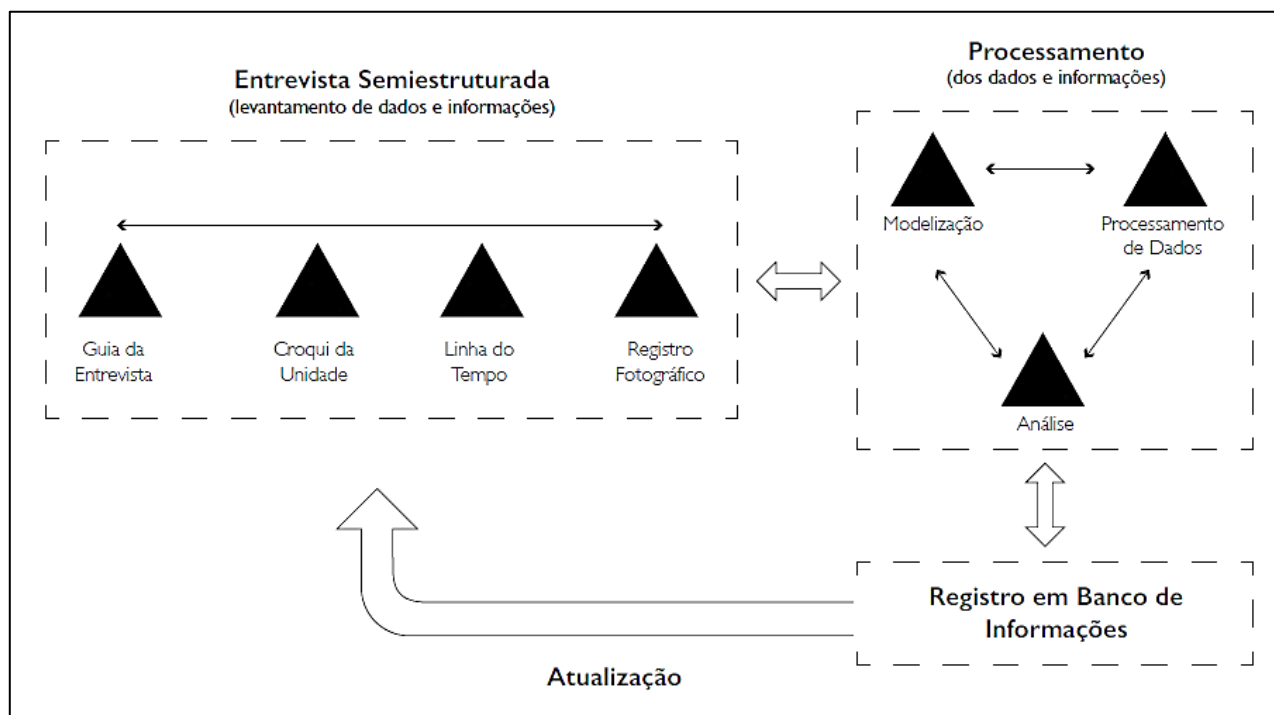 Entrevista Semiestruturada
(levantamento de dados e informações)
Guia da
Entrevista
Croqui da
Unidade
Linha do
Tempo
Registro
Fotográfico
Processamento
(dos dados e informações)
Modelização
Processamento
de Dados
Análise
Registro em Banco de
Informações
Atualização